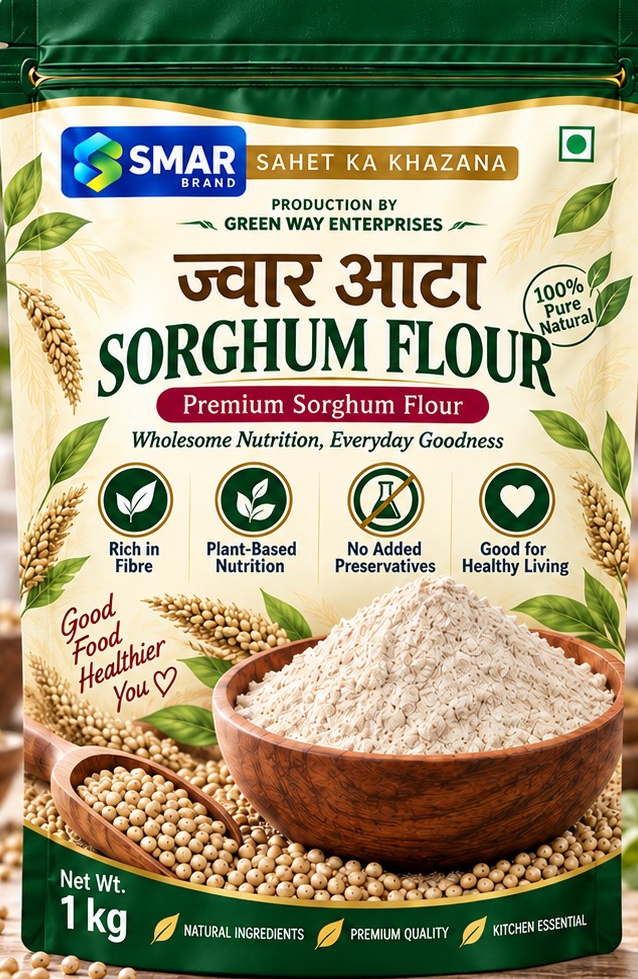 SMAR
BRAND
SAHET KA KHAZANA
PRODUCTION BY
GREEN WAY ENTERPRISES
ज्वार आटा
100%
Pure
Natural
SORGHUM FLOUR
Premium Sorghum Flour
Wholesome Nutrition, Everyday Goodness
Rich in
Fibre
Plant-Based
Nutrition
No Added
Preservatives
Good for
Healthy Living
Good
Food
Healthier
You
Net Wt.
1 kg
NATURAL INGREDIENTS
PREMIUM QUALITY
KITCHEN ESSENTIAL